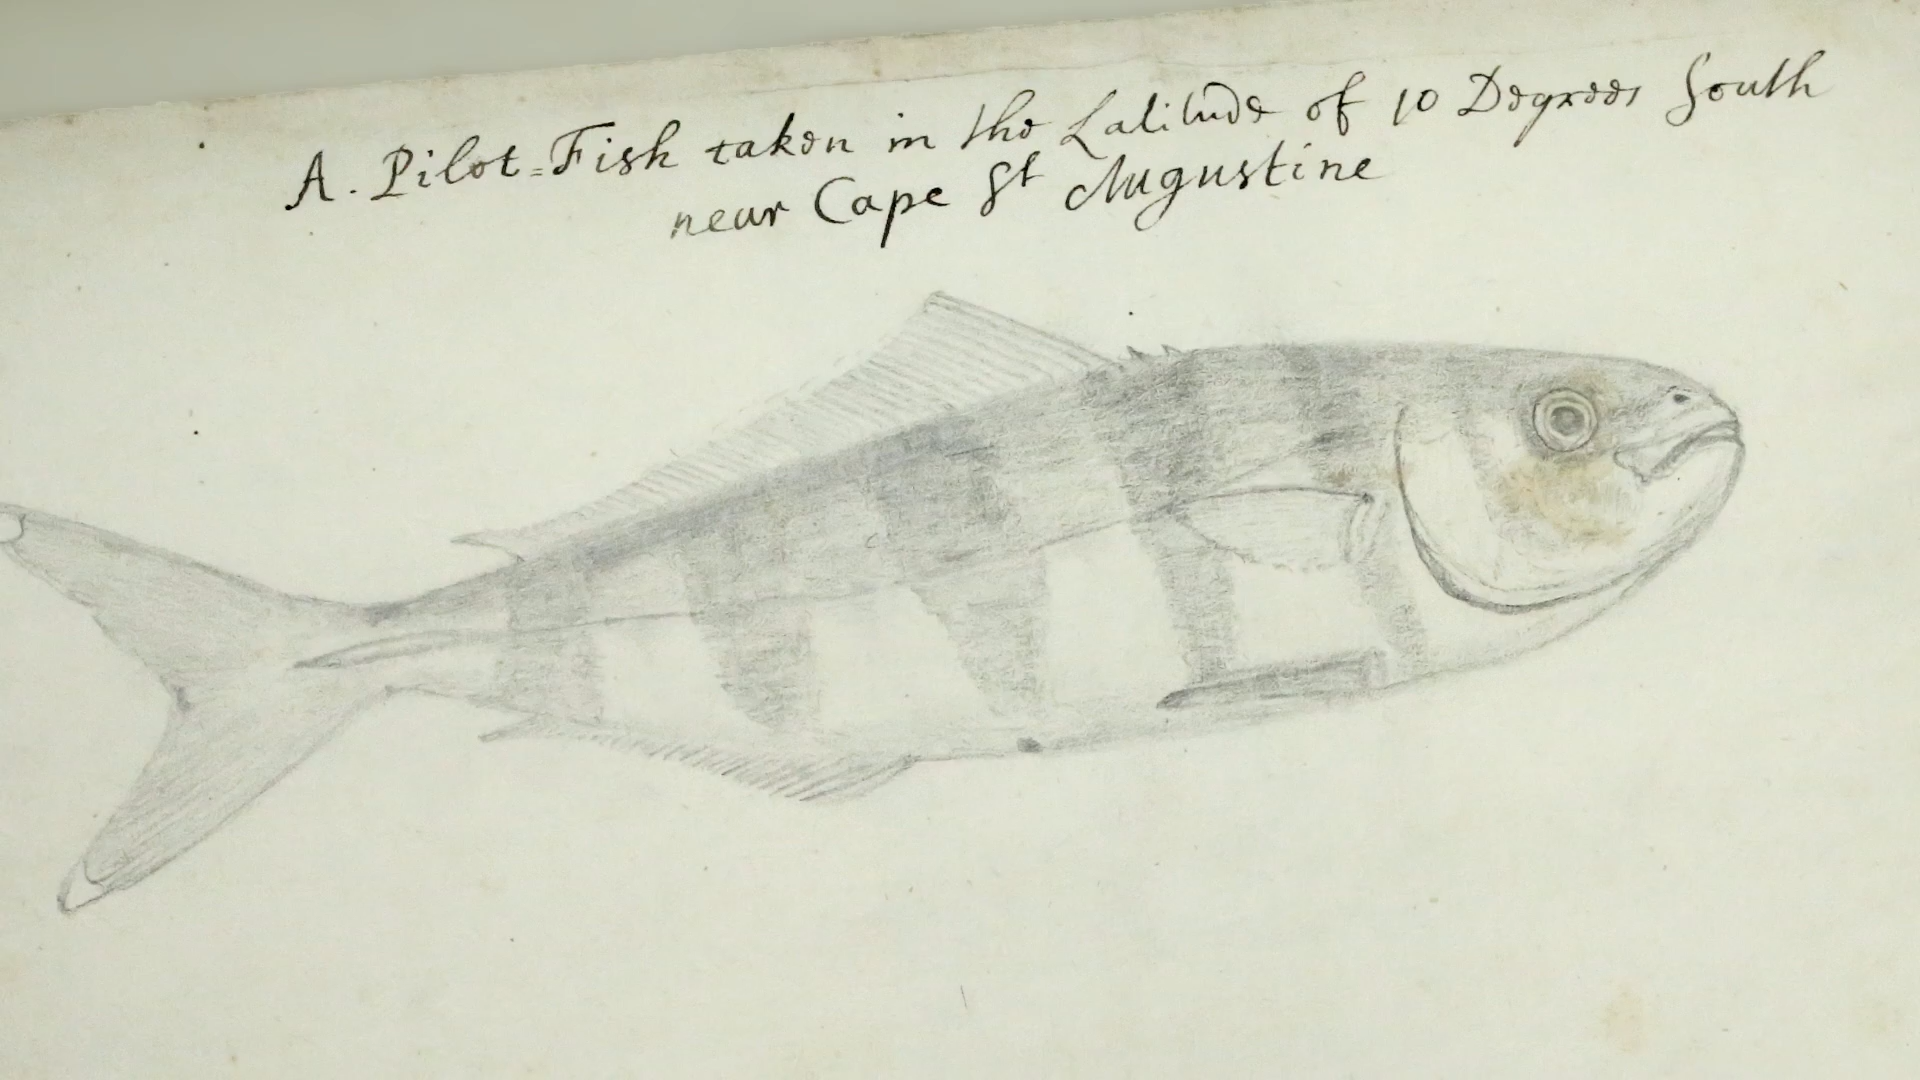 A. Pilot=Fish taken in the Latitude of 10 Degrees South
near Cape St Augustine